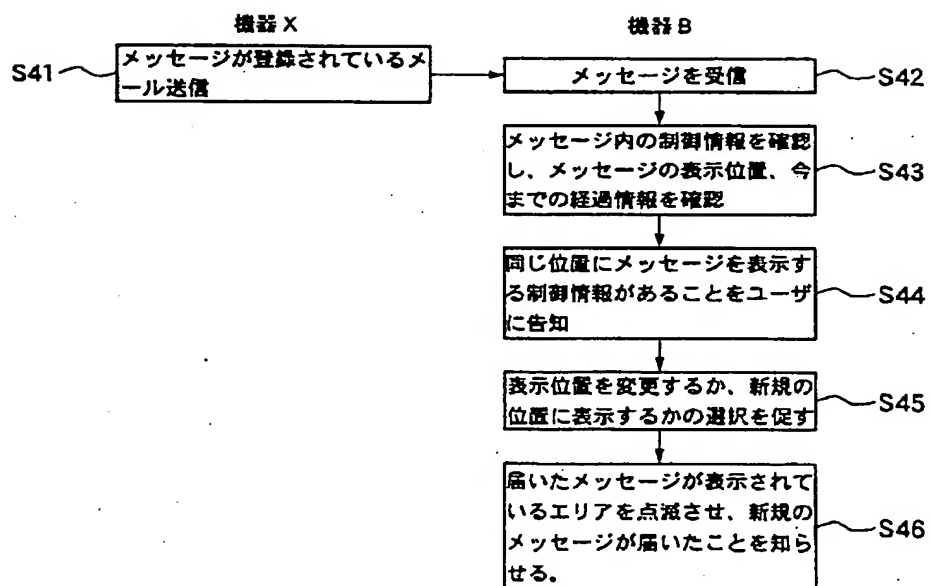 機器 X
機器 B
S41
メッセージが登録されているメ
ール送信
メッセージを受信
S42
メッセージ内の制御情報を確認
し、メッセージの表示位置、今
までの経過情報を確認
S43
同じ位置にメッセージを表示す
る制御情報があることをユーザ
に告知
S44
表示位置を変更するか、新規の
位置に表示するかの選択を促す
S45
届いたメッセージが表示されて
いるエリアを点滅させ、新規の
メッセージが届いたことを知ら
せる。
S46